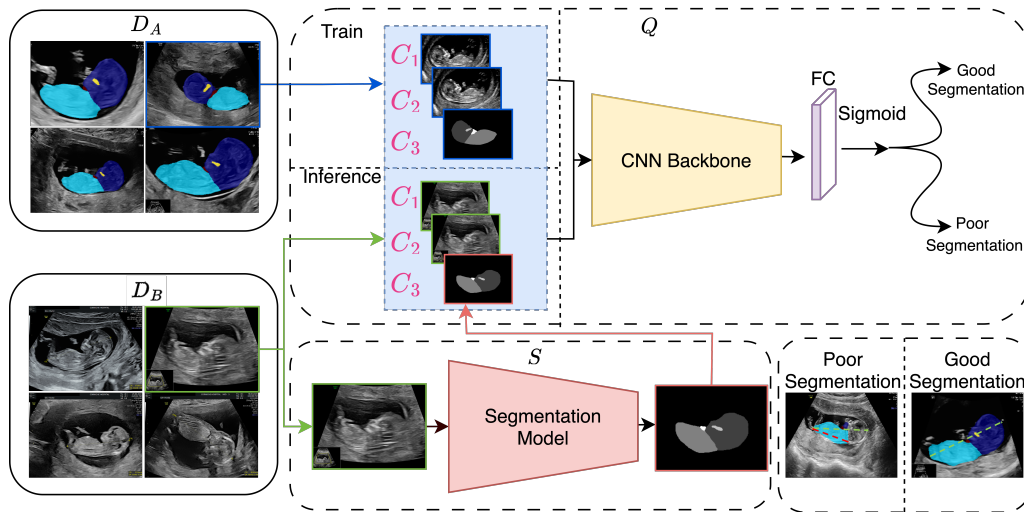 D_A
Train
Q
C_1
C_2
C_3
Inference
C_1
C_2
C_3
CNN Backbone
FC
Sigmoid
Good
Segmentation
Poor
Segmentation
D_B
S
Segmentation
Model
Poor
Segmentation
Good
Segmentation